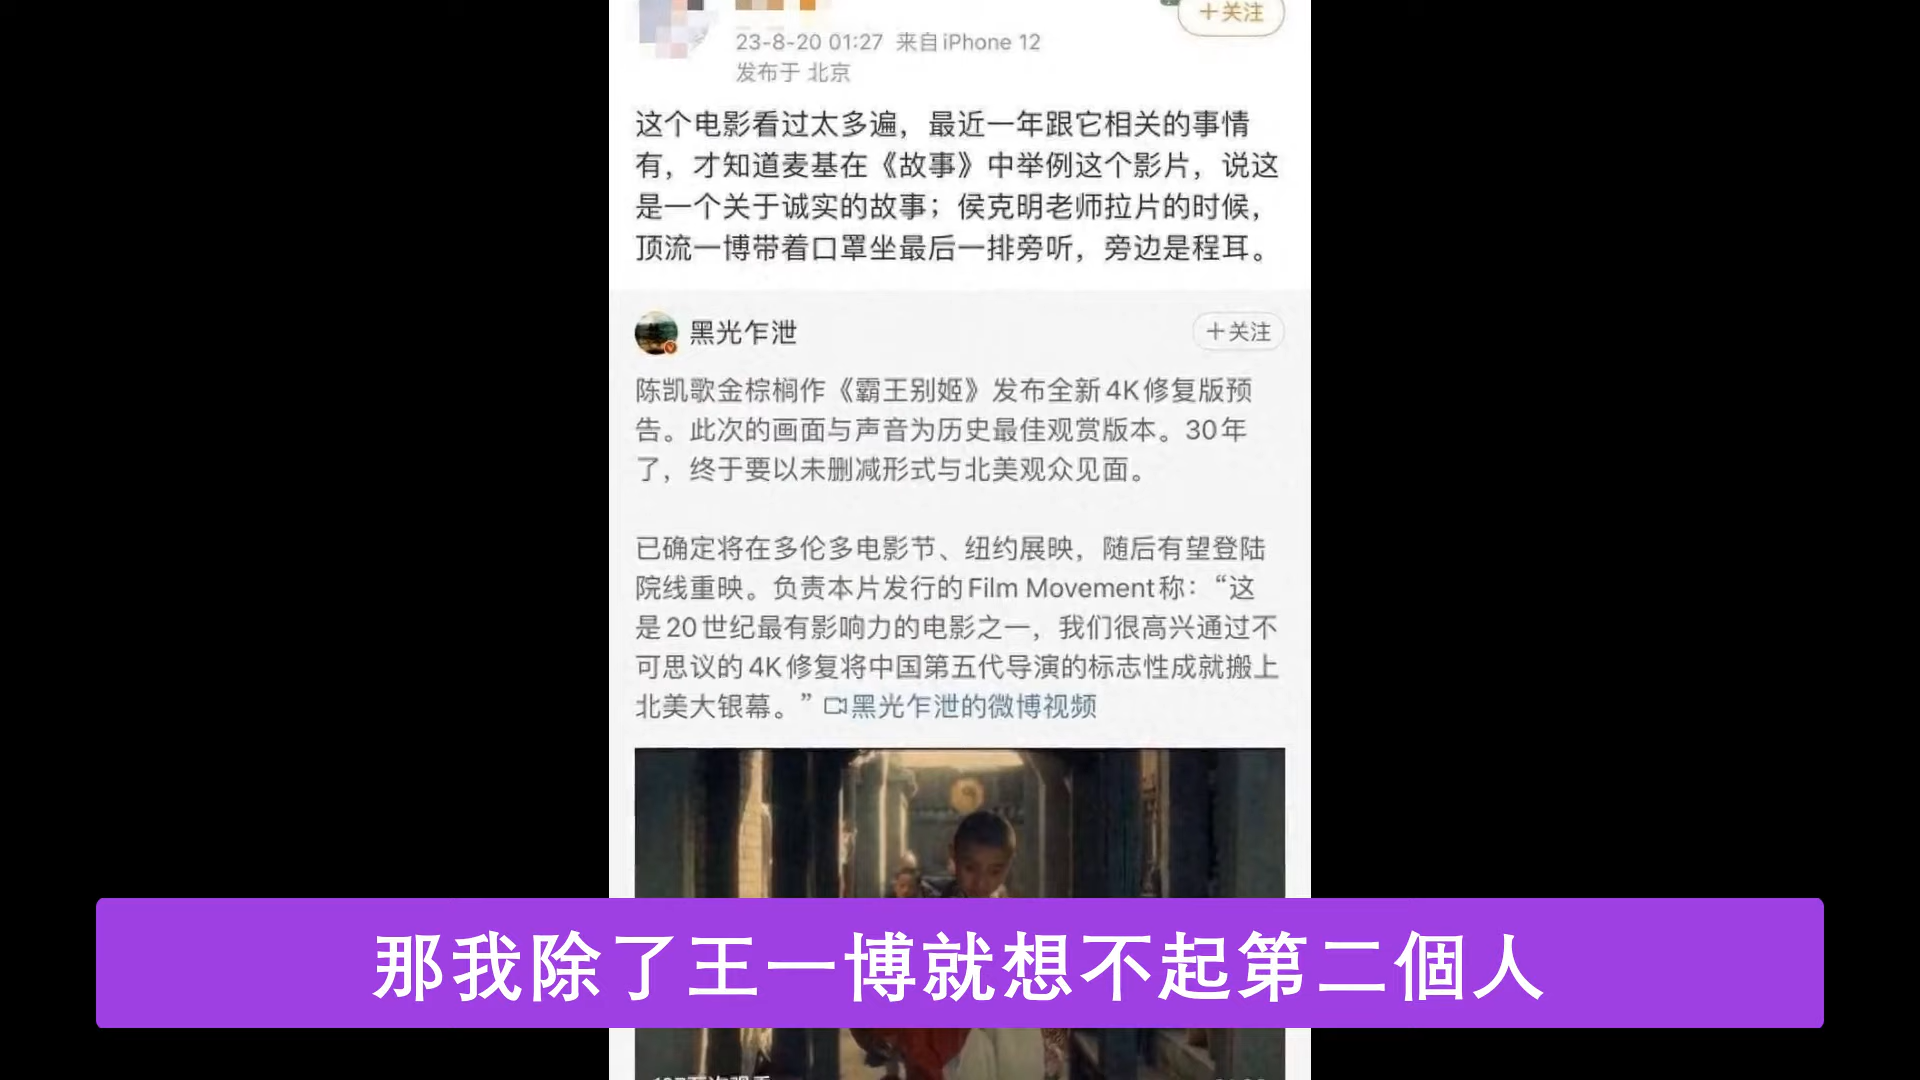 +关注
23-8-20 01:27 来自iPhone 12
发布于 北京
这个电影看过太多遍，最近一年跟它相关的事情
有，才知道麦基在《故事》中举例这个影片，说这
是一个关于诚实的故事；侯克明老师拉片的时候，
顶流一博带着口罩坐最后一排旁听，旁边是程耳。
黑光乍泄
+关注
陈凯歌金棕榈作《霸王别姬》发布全新4K修复版预
告。此次的画面与声音为历史最佳观赏版本。30年
了，终于要以未删减形式与北美观众见面。
已确定将在多伦多电影节、纽约展映，随后有望登陆
院线重映。负责本片发行的Film Movement称：“这
是20世纪最有影响力的电影之一，我们很高兴通过不
可思议的4K修复将中国第五代导演的标志性成就搬上
北美大银幕。” 黑光乍泄的微博视频
那我除了王一博就想不起第二個人